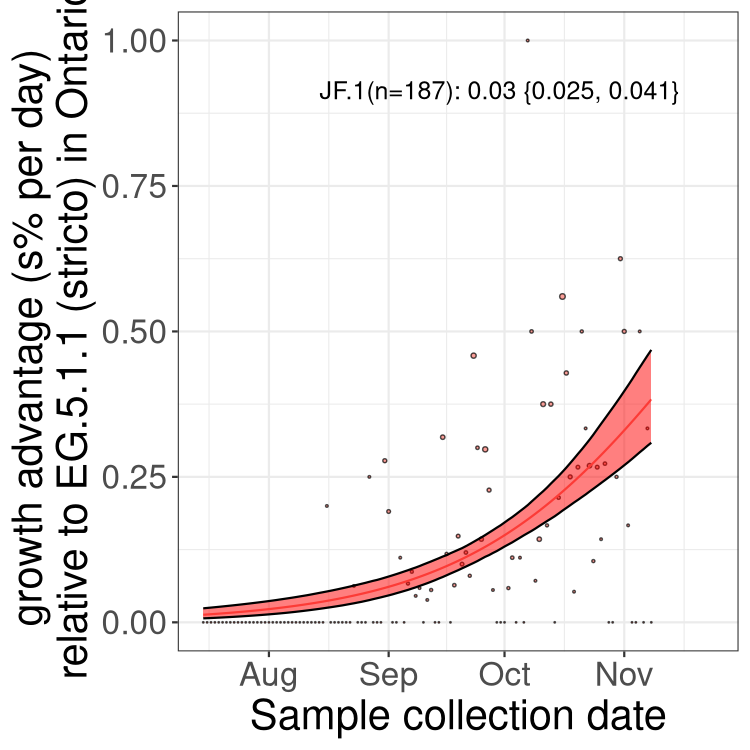 growth advantage (s% per day)
relative to EG.5.1.1 (stricto) in Ontario
1.00
0.75
0.50
0.25
0.00
JF.1(n=187): 0.03 {0.025, 0.041}
Aug Sep Oct Nov
Sample collection date